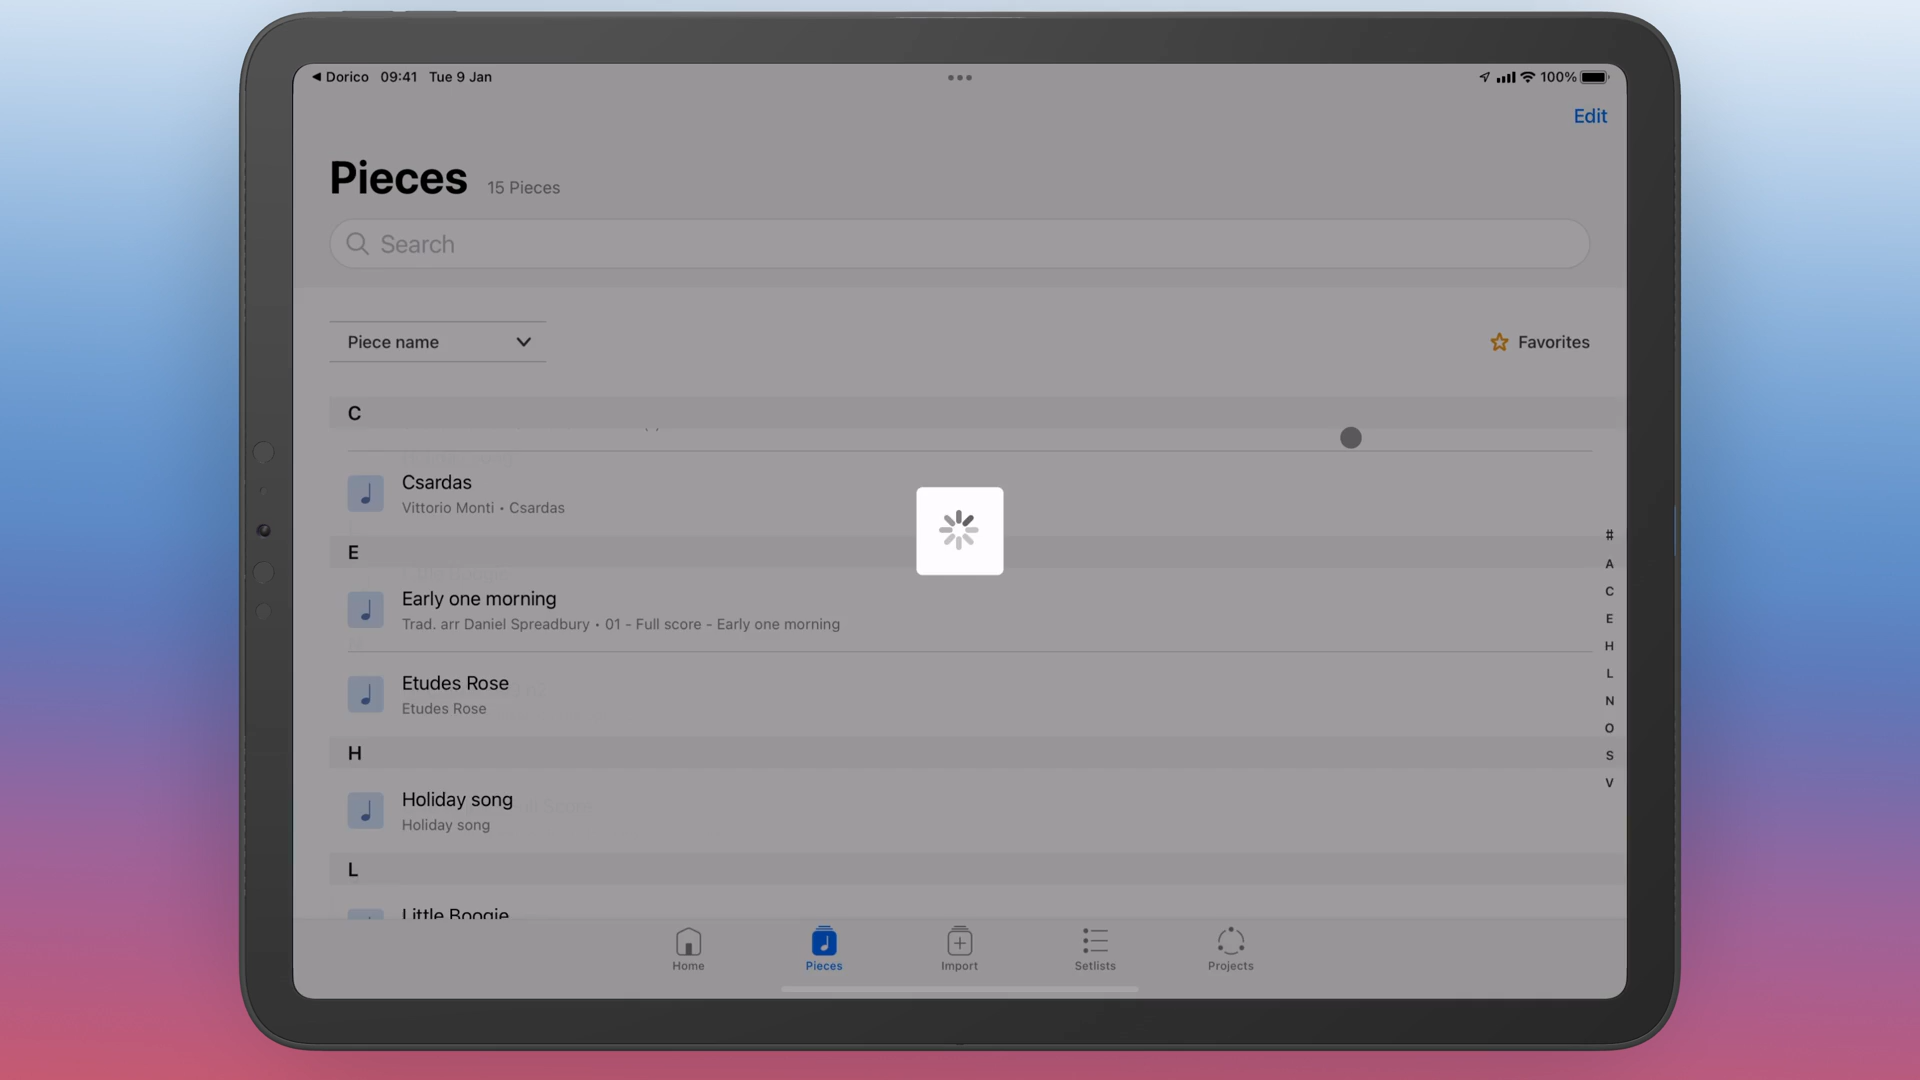 ◀ Dorico 09:41 Tue 9 Jan
100%
Edit
Pieces 15 Pieces
Search
Piece name
Favorites
C
Csardas
Vittorio Monti • Csardas
E
Early one morning
Trad. arr Daniel Spreadbury • 01 - Full score - Early one morning
Etudes Rose
Etudes Rose
H
Holiday song
Holiday song
L
Little Boogie
#
A
C
E
H
L
N
O
S
V
Home
Pieces
Import
Setlists
Projects